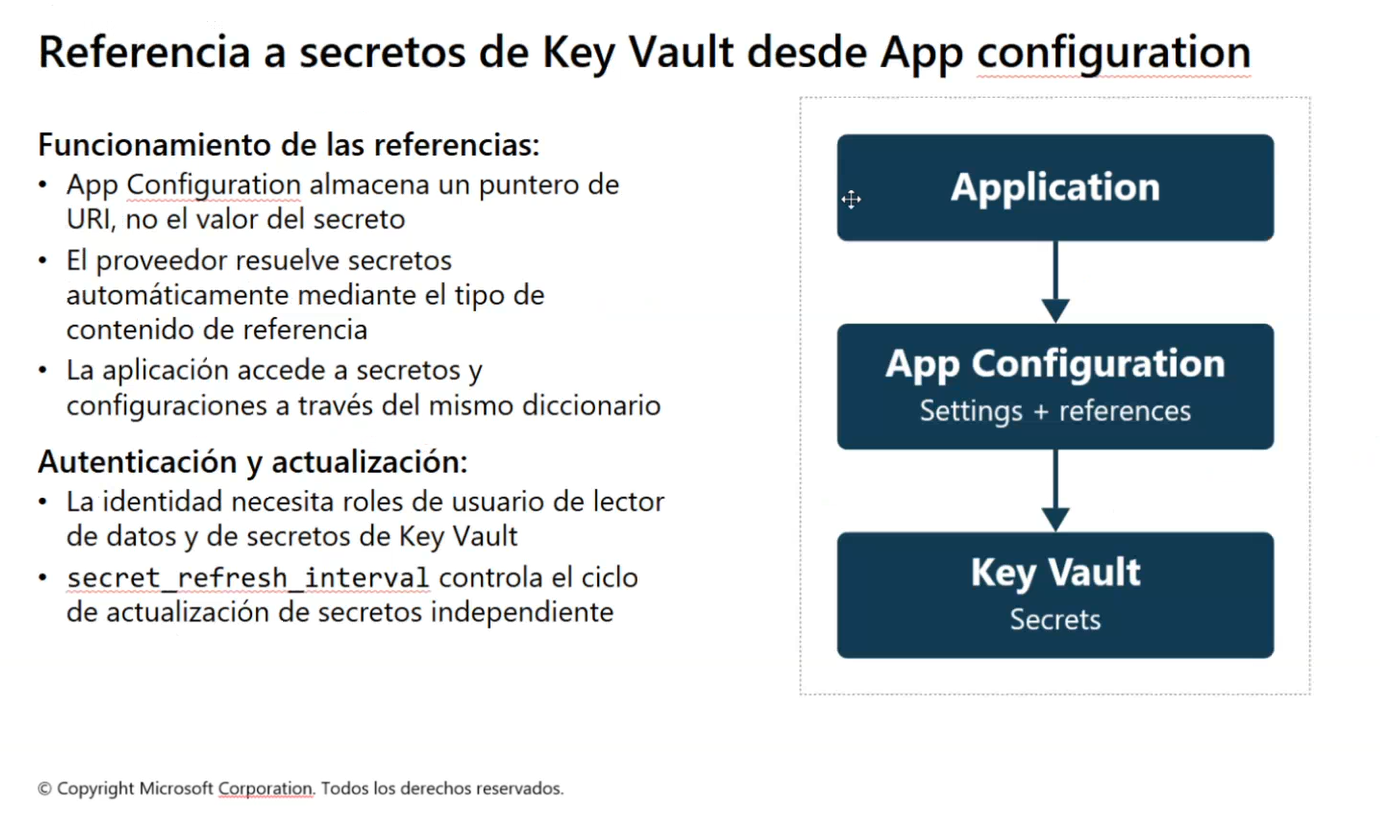 Referencia a secretos de Key Vault desde App configuration
Funcionamiento de las referencias:
• App Configuration almacena un puntero de
URI, no el valor del secreto
• El proveedor resuelve secretos
automáticamente mediante el tipo de
contenido de referencia
• La aplicación accede a secretos y
configuraciones a través del mismo diccionario
Autenticación y actualización:
• La identidad necesita roles de usuario de lector
de datos y de secretos de Key Vault
• secret_refresh_interval controla el ciclo
de actualización de secretos independiente
Application
App Configuration
Settings + references
Key Vault
Secrets
© Copyright Microsoft Corporation. Todos los derechos reservados.